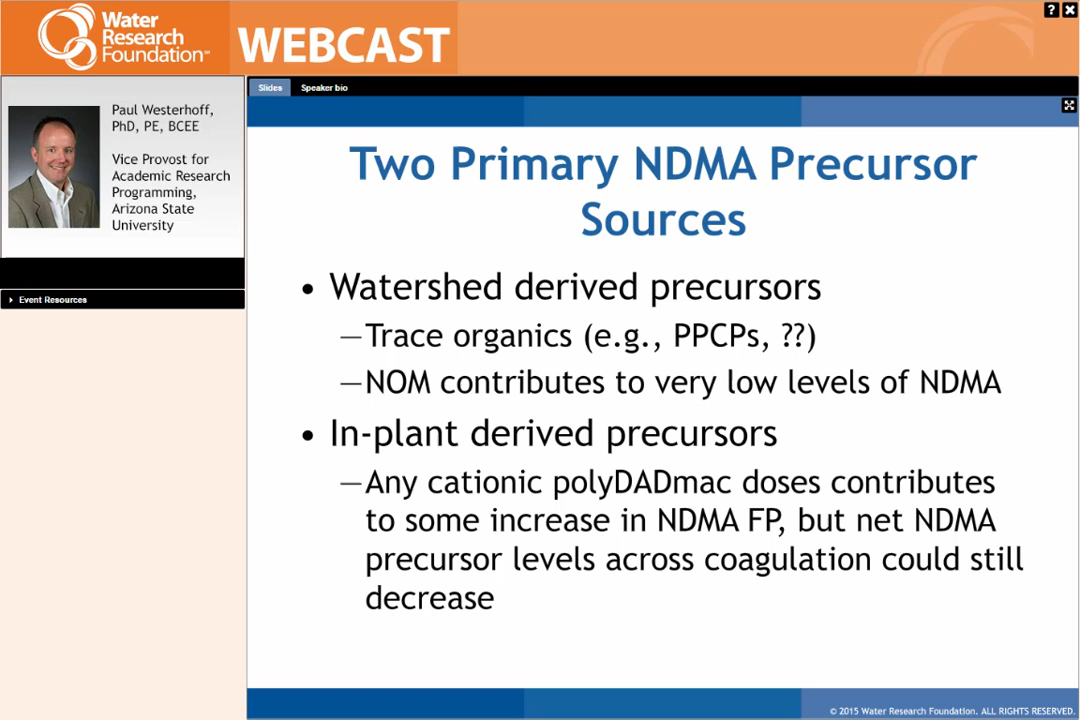 Water
Research
Foundation™
WEBCAST
? ×
Paul Westerhoff,
PhD, PE, BCEE
Vice Provost for
Academic Research
Programming,
Arizona State
University
Event Resources
Slides Speaker bio
Two Primary NDMA Precursor
Sources
• Watershed derived precursors
—Trace organics (e.g., PPCPs, ??)
—NOM contributes to very low levels of NDMA
• In-plant derived precursors
—Any cationic polyDADmac doses contributes
to some increase in NDMA FP, but net NDMA
precursor levels across coagulation could still
decrease
© 2015 Water Research Foundation. ALL RIGHTS RESERVED.